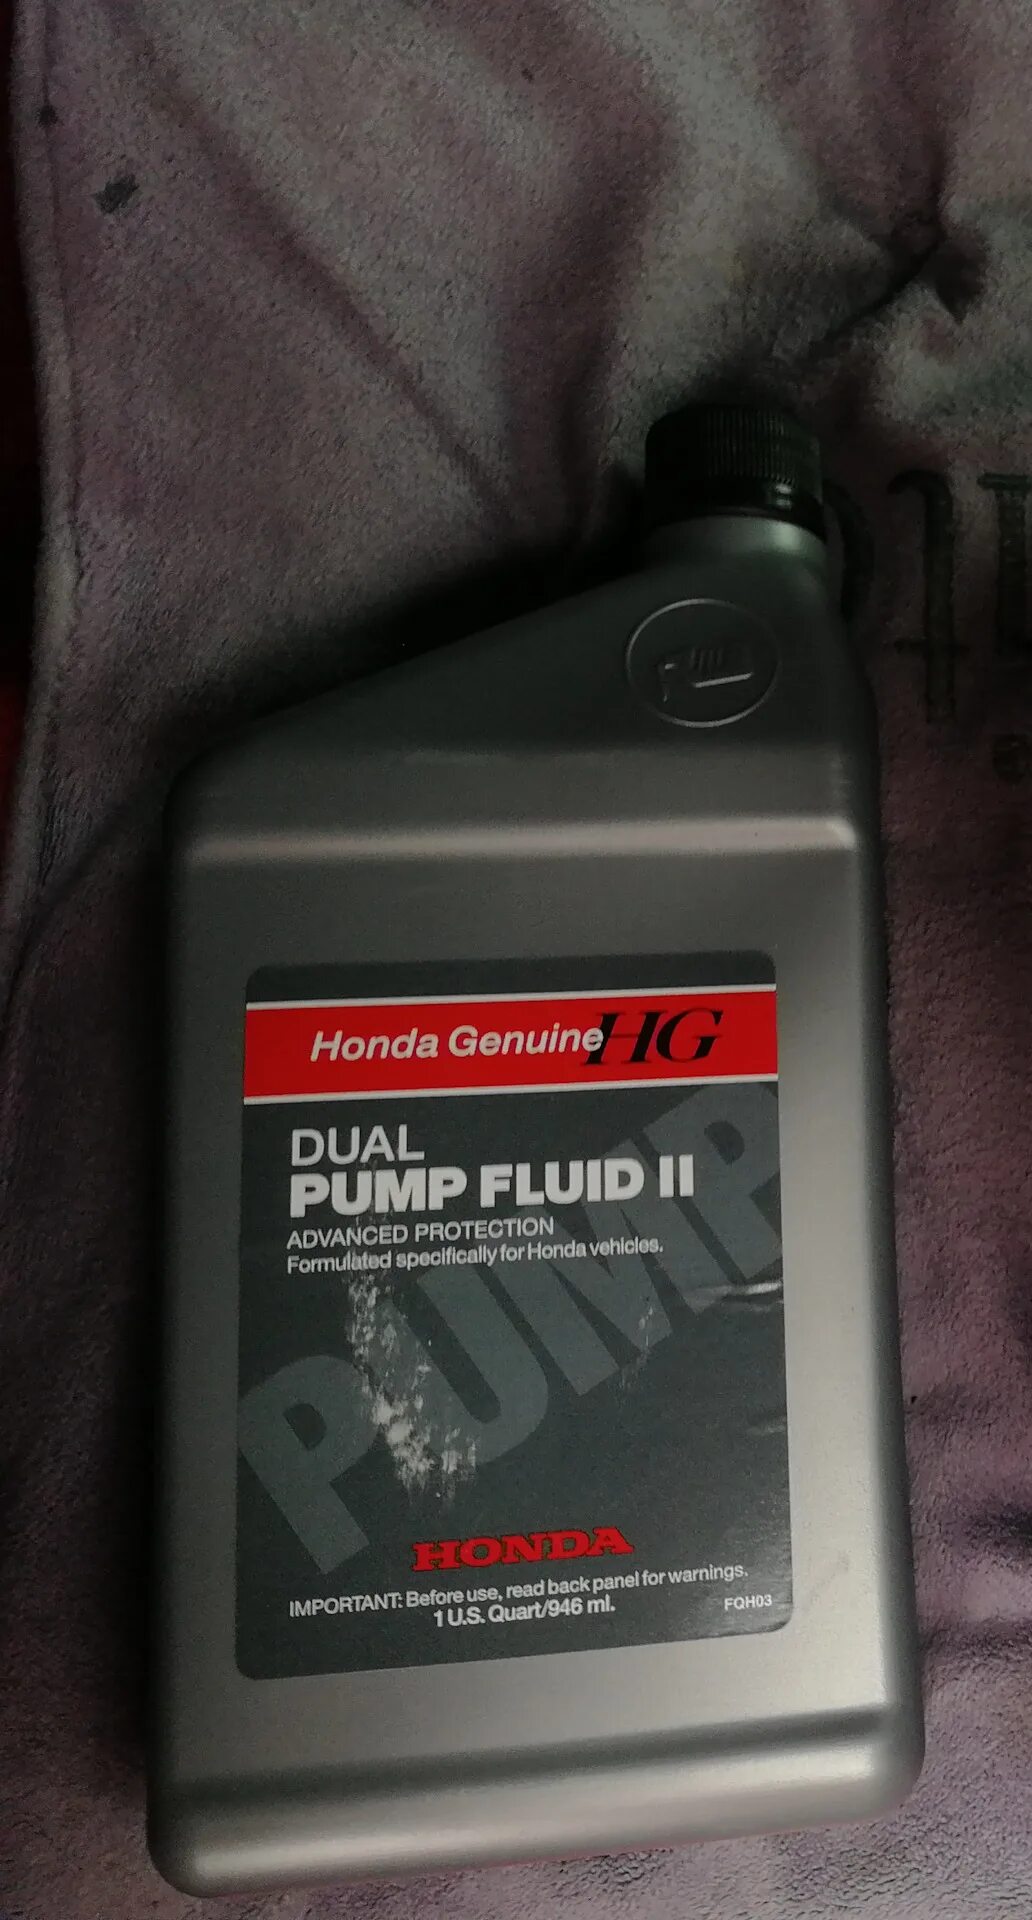 Honda Genuine HG
DUAL
PUMP FLUID II
ADVANCED PROTECTION
Formulated specifically for Honda vehicles.
PUMP
HONDA
IMPORTANT: Before use, read back panel for warnings.
1 U.S. Quart/946 ml.
FQH03